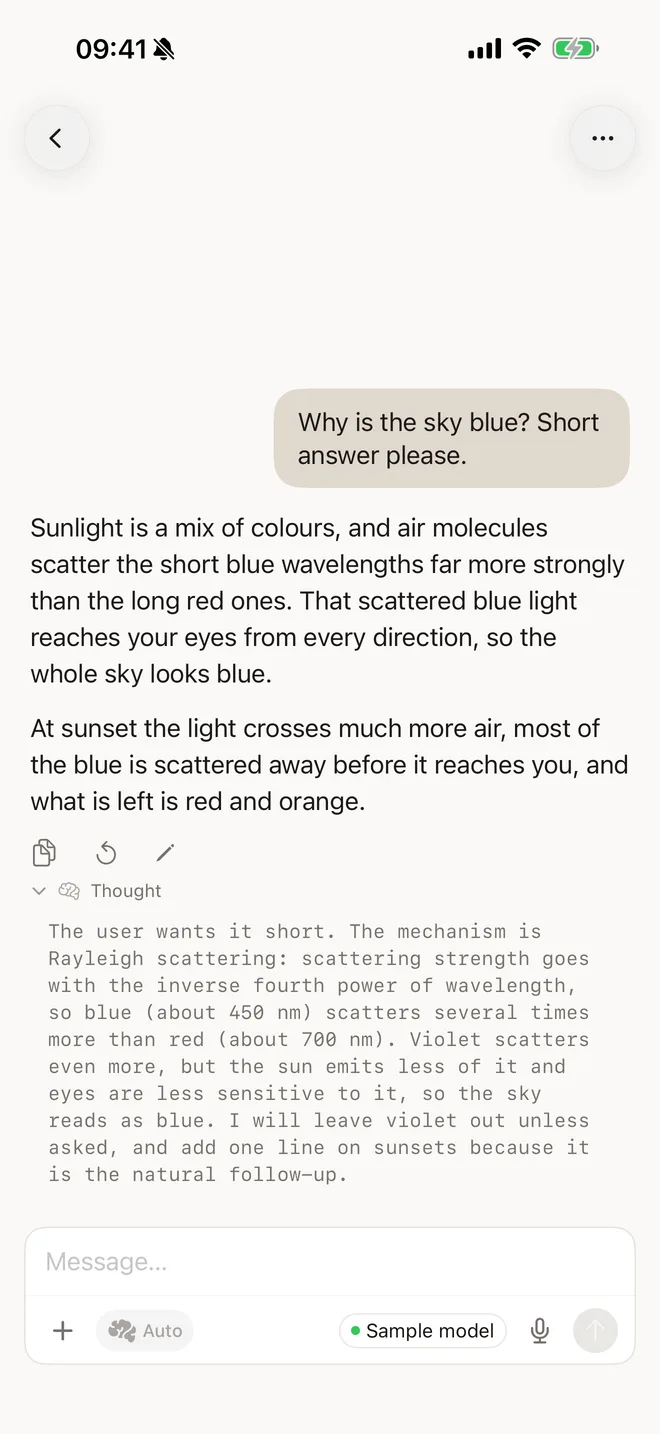 09:41
Why is the sky blue? Short
answer please.
Sunlight is a mix of colours, and air molecules
scatter the short blue wavelengths far more strongly
than the long red ones. That scattered blue light
reaches your eyes from every direction, so the
whole sky looks blue.
At sunset the light crosses much more air, most of
the blue is scattered away before it reaches you, and
what is left is red and orange.
Thought
The user wants it short. The mechanism is
Rayleigh scattering: scattering strength goes
with the inverse fourth power of wavelength,
so blue (about 450 nm) scatters several times
more than red (about 700 nm). Violet scatters
even more, but the sun emits less of it and
eyes are less sensitive to it, so the sky
reads as blue. I will leave violet out unless
asked, and add one line on sunsets because it
is the natural follow-up.
Message...
Auto
Sample model